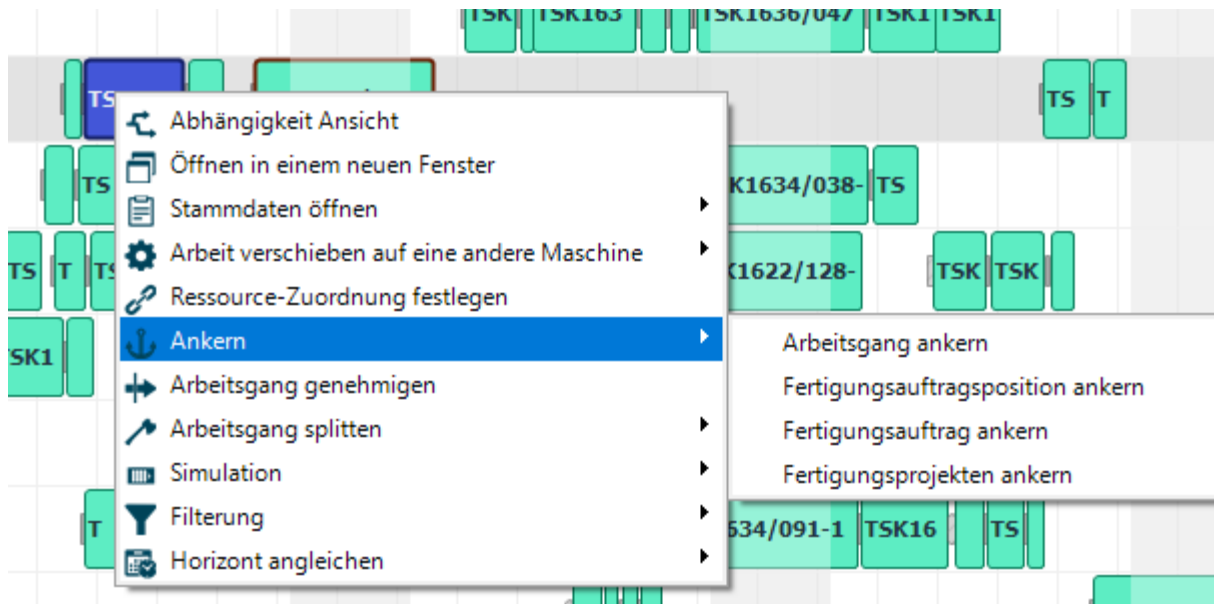 TSK TSK163 TSK1636/047 TSK1 TSK1
TS TS T
Abhängigkeit Ansicht
Öffnen in einem neuen Fenster
TS K1634/038- TS
Stammdaten öffnen
Arbeit verschieben auf eine andere Maschine
TS T TS K1622/128- TSK TSK
Ressource-Zuordnung festlegen
Ankern
SK1
Arbeitsgang ankern
Arbeitsgang genehmigen
Fertigungsauftragsposition ankern
Arbeitsgang splitten
Fertigungsauftrag ankern
Simulation
Fertigungsprojekten ankern
Filterung
T 634/091-1 TSK16 TS
Horizont angleichen